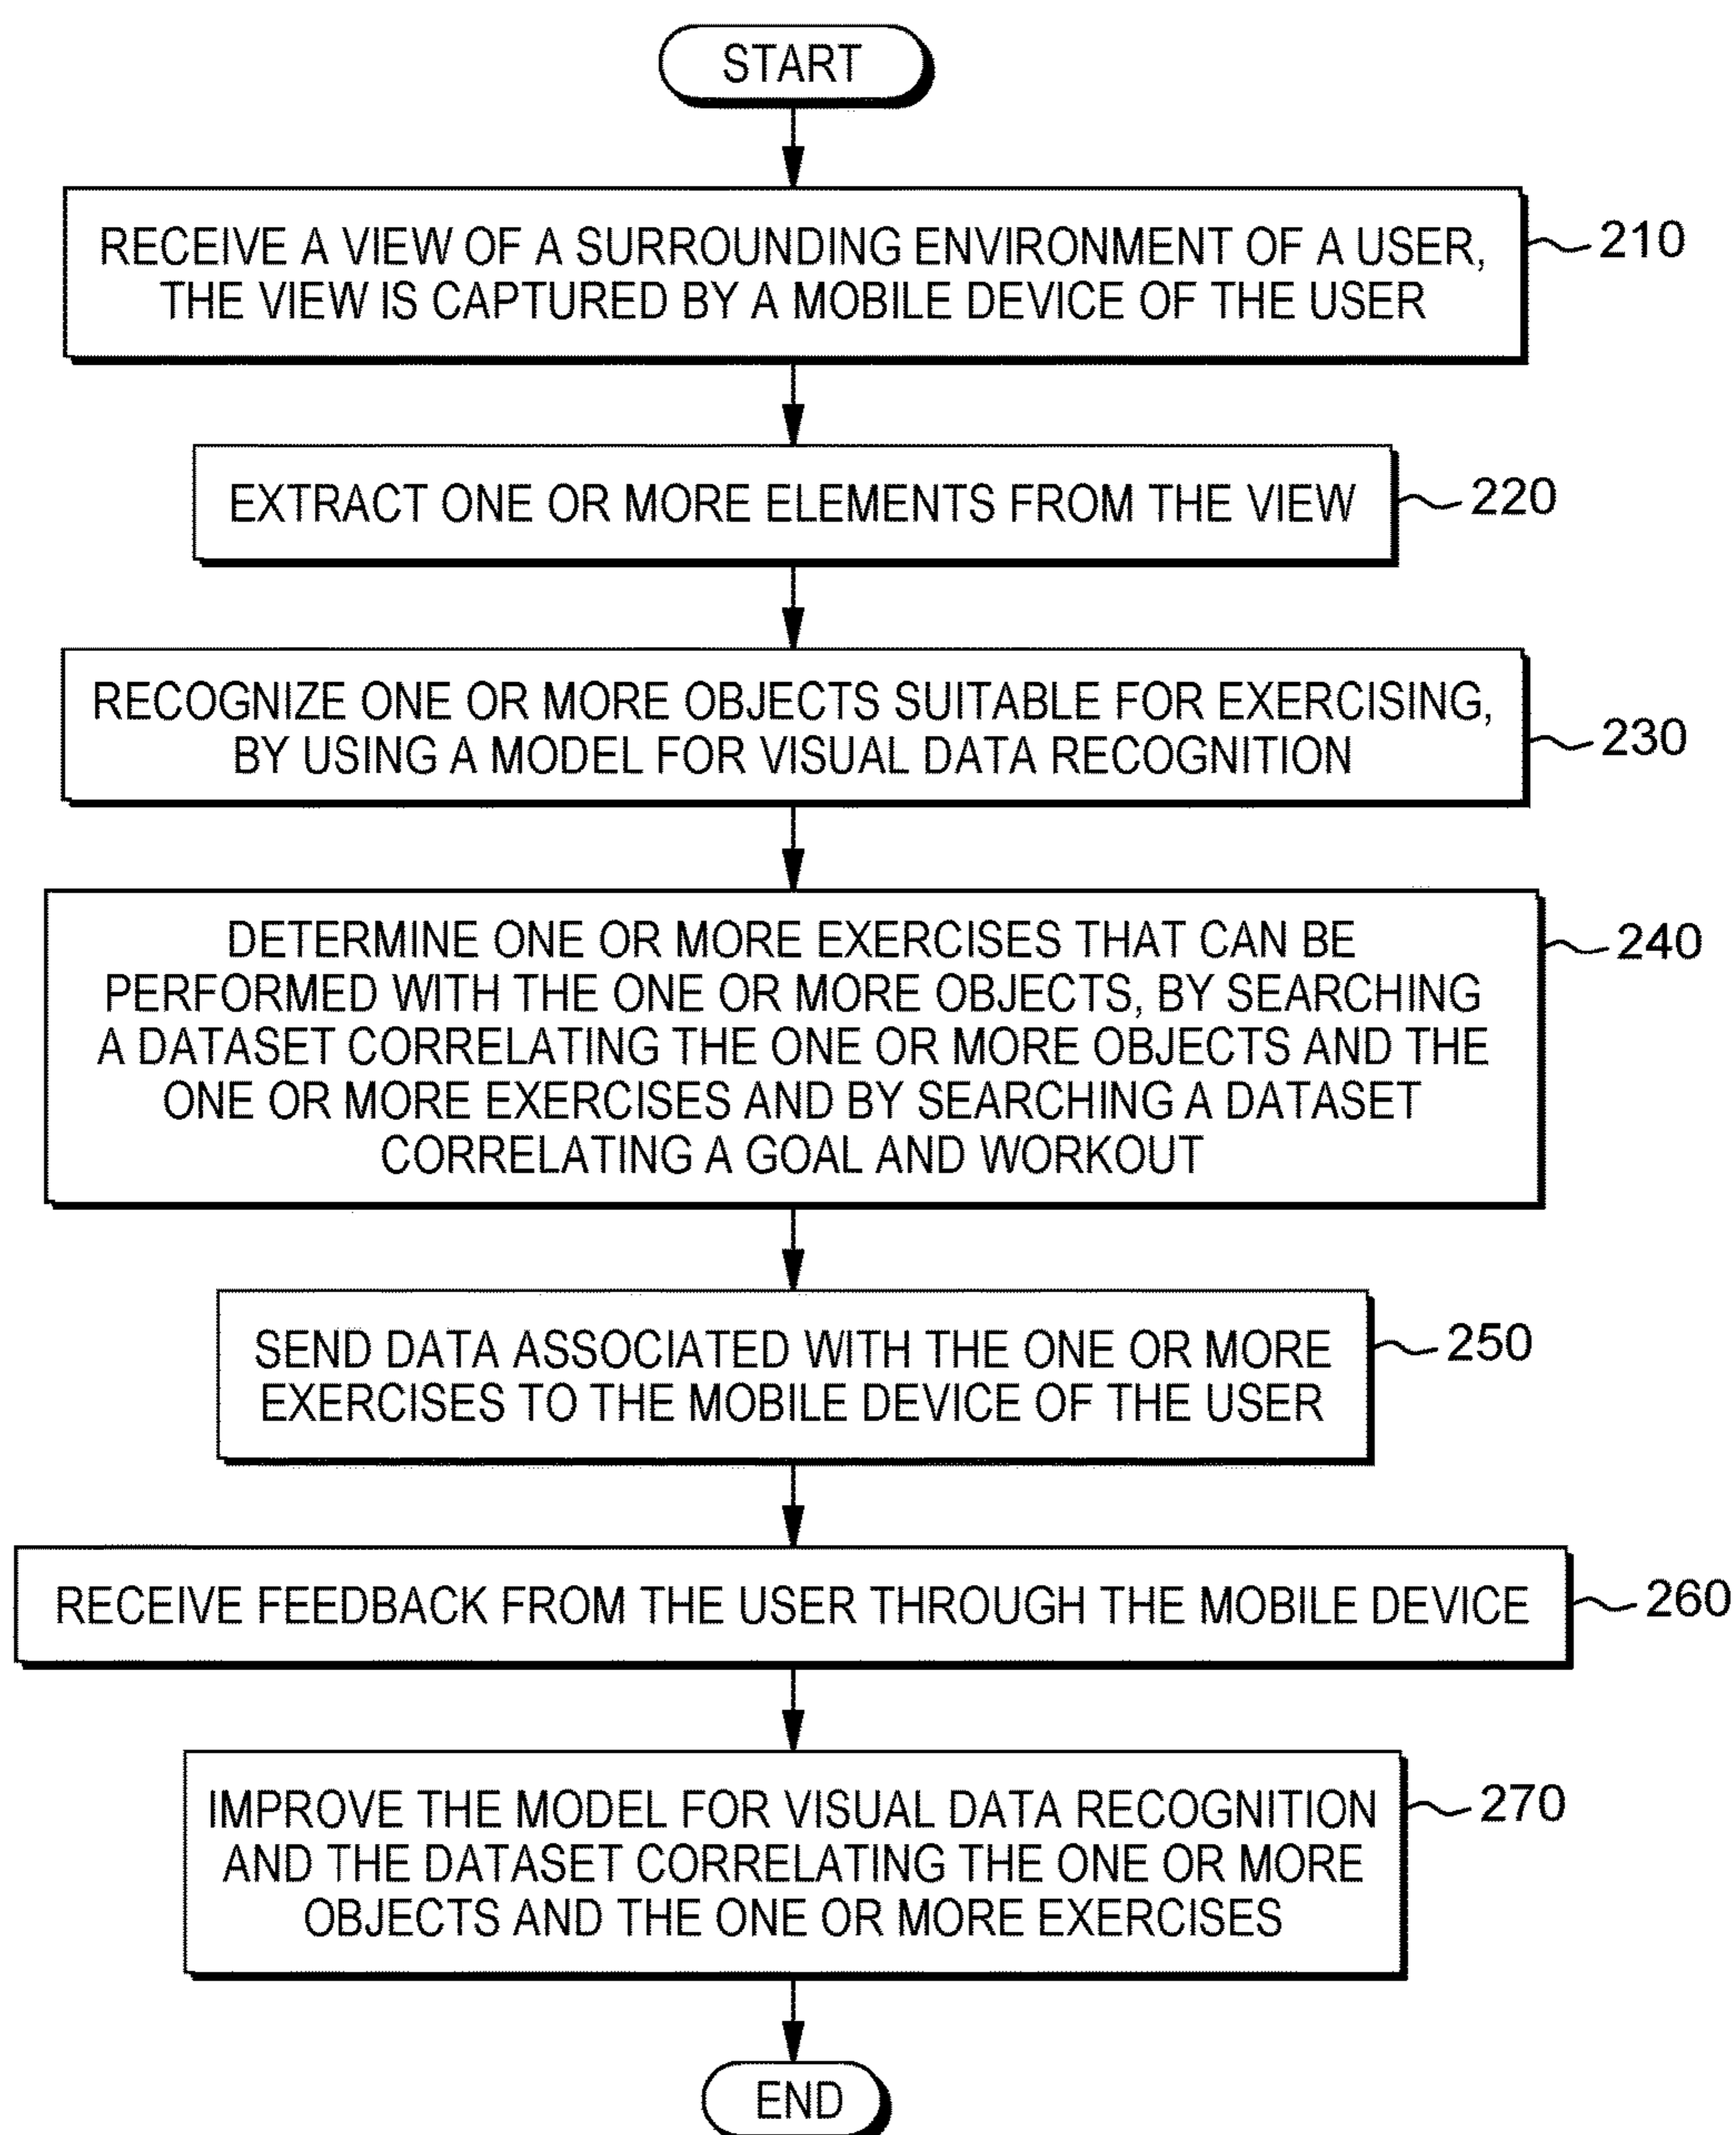 START
RECEIVE A VIEW OF A SURROUNDING ENVIRONMENT OF A USER,
THE VIEW IS CAPTURED BY A MOBILE DEVICE OF THE USER
210
EXTRACT ONE OR MORE ELEMENTS FROM THE VIEW
220
RECOGNIZE ONE OR MORE OBJECTS SUITABLE FOR EXERCISING,
BY USING A MODEL FOR VISUAL DATA RECOGNITION
230
DETERMINE ONE OR MORE EXERCISES THAT CAN BE
PERFORMED WITH THE ONE OR MORE OBJECTS, BY SEARCHING
A DATASET CORRELATING THE ONE OR MORE OBJECTS AND THE
ONE OR MORE EXERCISES AND BY SEARCHING A DATASET
CORRELATING A GOAL AND WORKOUT
240
SEND DATA ASSOCIATED WITH THE ONE OR MORE
EXERCISES TO THE MOBILE DEVICE OF THE USER
250
RECEIVE FEEDBACK FROM THE USER THROUGH THE MOBILE DEVICE
260
IMPROVE THE MODEL FOR VISUAL DATA RECOGNITION
AND THE DATASET CORRELATING THE ONE OR MORE
OBJECTS AND THE ONE OR MORE EXERCISES
270
END